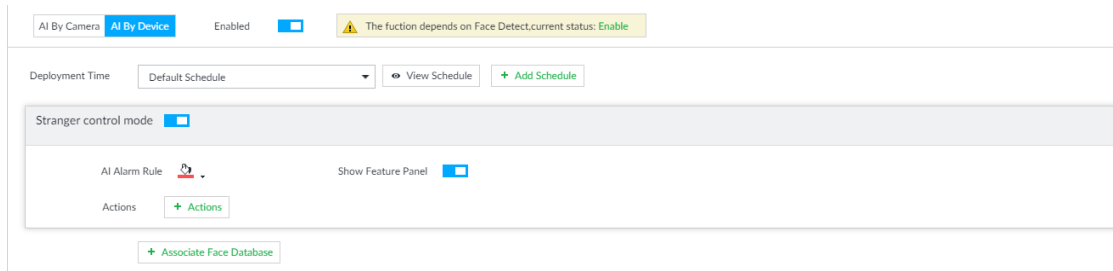 AI By Camera AI By Device Enabled The fuction depends on Face Detect,current status: Enable
Deployment Time Default Schedule View Schedule + Add Schedule
Stranger control mode
AI Alarm Rule Show Feature Panel
Actions + Actions
+ Associate Face Database